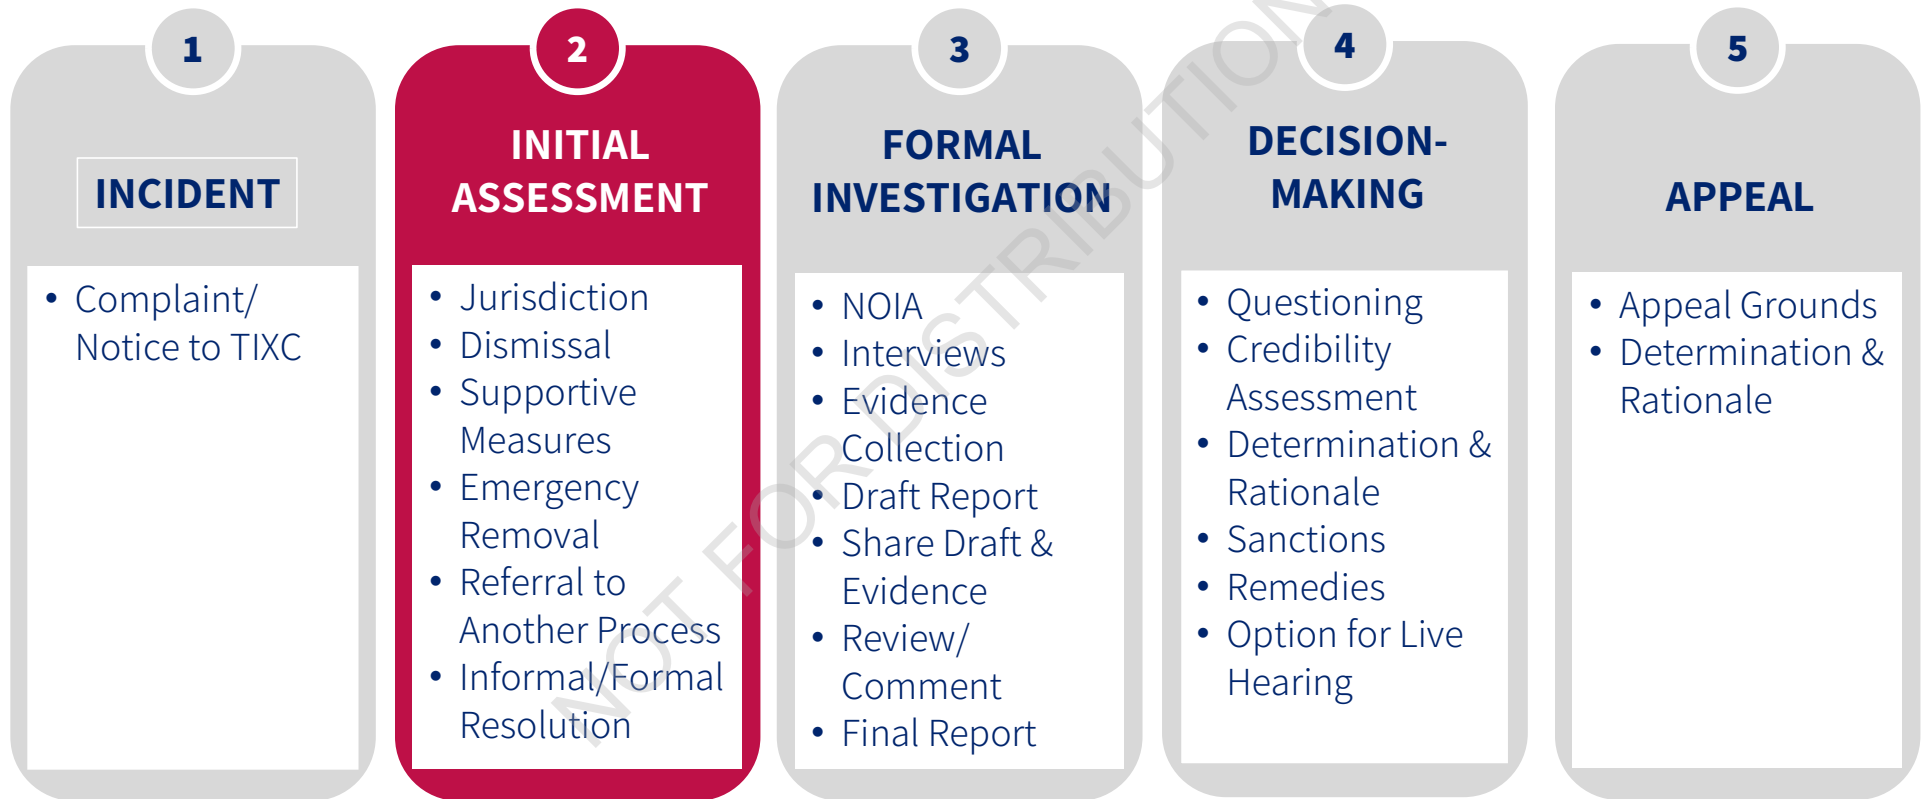 1
INCIDENT
• Complaint/
Notice to TIXC
2
INITIAL
ASSESSMENT
• Jurisdiction
• Dismissal
• Supportive
Measures
• Emergency
Removal
• Referral to
Another Process
• Informal/Formal
Resolution
3
FORMAL
INVESTIGATION
• NOIA
• Interviews
• Evidence
Collection
• Draft Report
• Share Draft &
Evidence
• Review/
Comment
• Final Report
4
DECISION-
MAKING
• Questioning
• Credibility
Assessment
• Determination &
Rationale
• Sanctions
• Remedies
• Option for Live
Hearing
5
APPEAL
• Appeal Grounds
• Determination &
Rationale
NOT FOR DISTRIBUTION